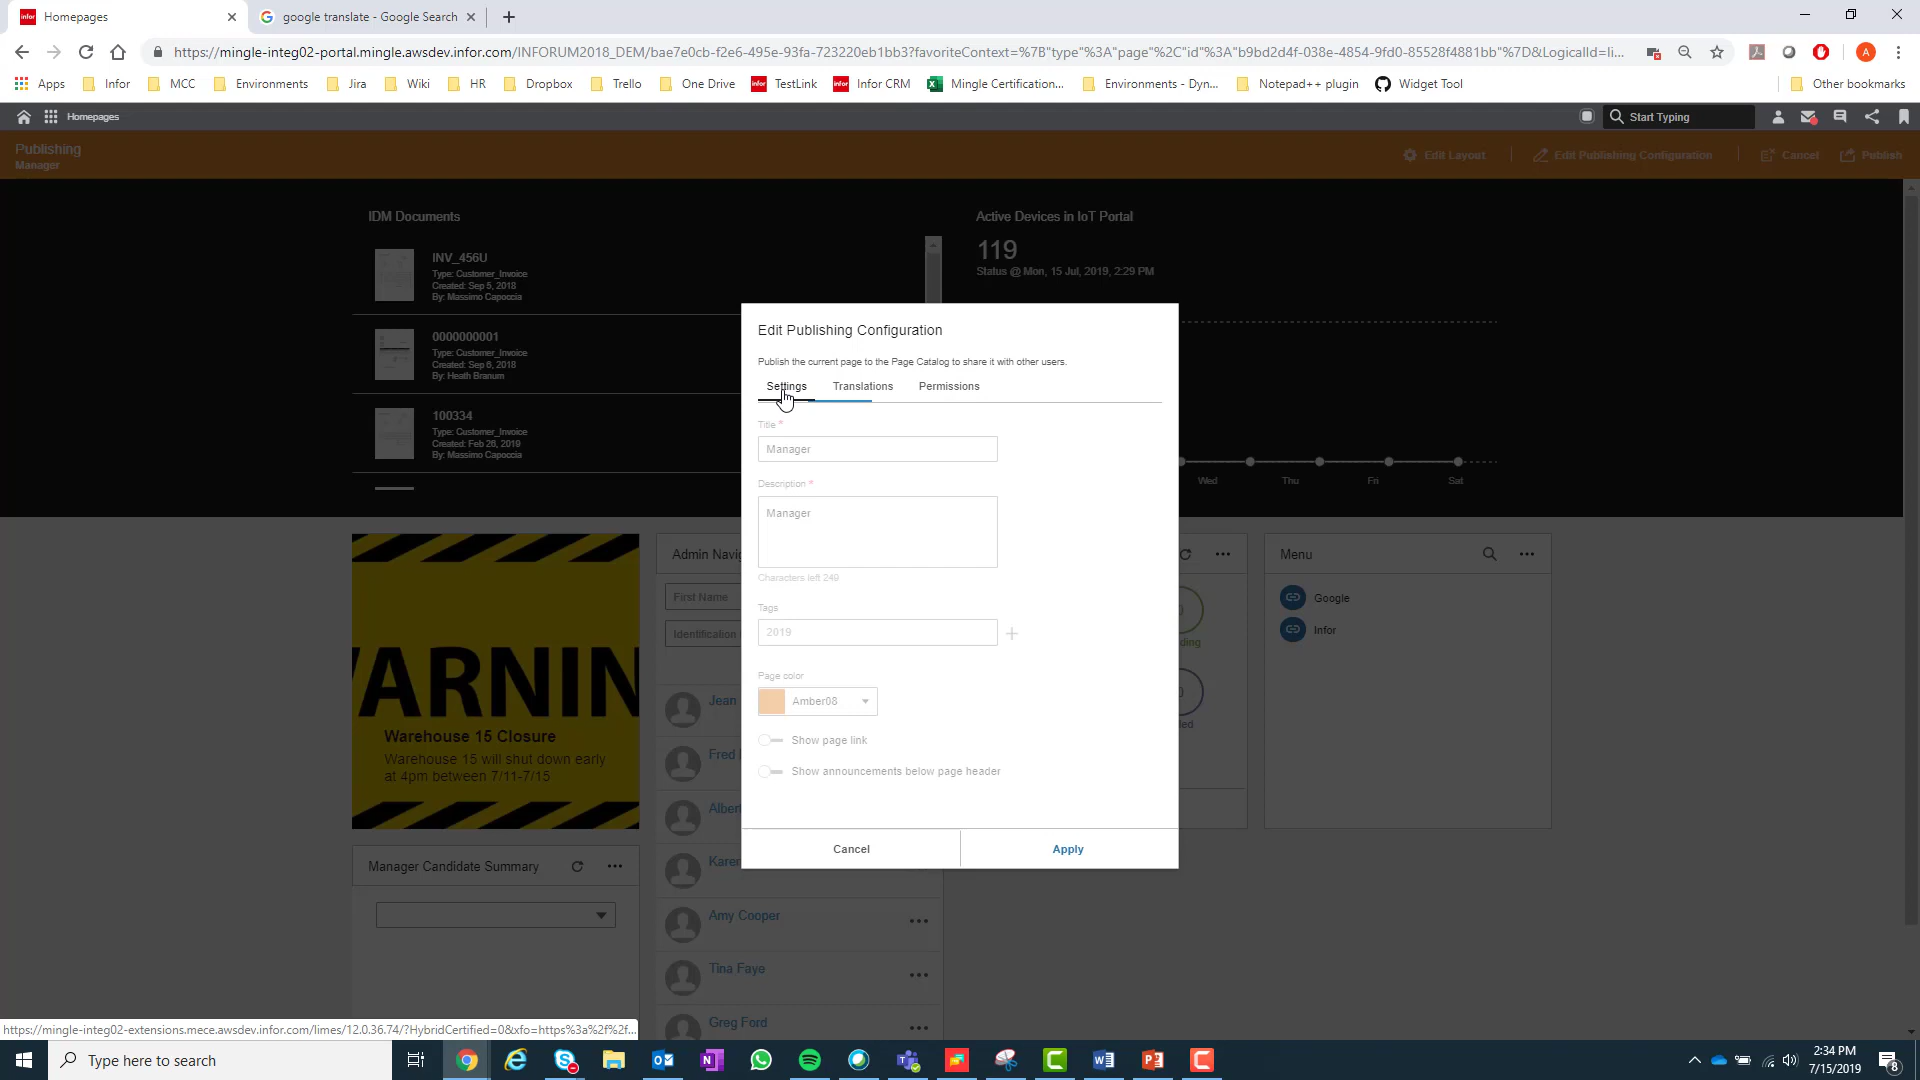 Homepages
google translate - Google Search
https://mingle-integ02-portal.mingle.awsdev.infor.com/INFORUM2018_DEM/bae7e0cb-f2e6-495e-93fa-723220eb1bb3?favoriteContext=%7B"type"%3A"page"%2C"id"%3A"b9bd2d4f-038e-4854-9fd0-85528f4881bb"%7D&LogicalId=li...
A
Apps
Infor
MCC
Environments
Jira
Wiki
HR
Dropbox
Trello
One Drive
infor
TestLink
infor
Infor CRM
Mingle Certification...
Environments - Dyn...
Notepad++ plugin
Widget Tool
Other bookmarks
Homepages
Start Typing
Publishing
Manager
Edit Layout
Edit Publishing Configuration
Cancel
Publish
IDM Documents
INV_456U
Type: Customer_Invoice
Created: Sep 5, 2018
By: Massimo Capoccia
0000000001
Type: Customer_Invoice
Created: Sep 6, 2018
By: Heath Branum
100334
Type: Customer_Invoice
Created: Feb 26, 2019
By: Massimo Capoccia
Active Devices in IoT Portal
119
Status @ Mon, 15 Jul, 2019, 2:29 PM
Wed
Thu
Fri
Sat
Edit Publishing Configuration
Publish the current page to the Page Catalog to share it with other users.
Settings
Translations
Permissions
Title *
Manager
Description *
Manager
Characters left 249
Tags
2019
Page color
Amber08
Show page link
Show announcements below page header
Cancel
Apply
WARNIN
Warehouse 15 Closure
Warehouse 15 will shut down early
at 4pm between 7/11-7/15
Admin Navig
First Name
Identification
Jean
Fred
Albert
Karen
Amy Cooper
Tina Faye
Greg Ford
Menu
Google
Infor
Manager Candidate Summary
https://mingle-integ02-extensions.mece.awsdev.infor.com/limes/12.0.36.74/?HybridCertified=0&xfo=https%3a%2f%2f...
Type here to search
2:34 PM
7/15/2019
8